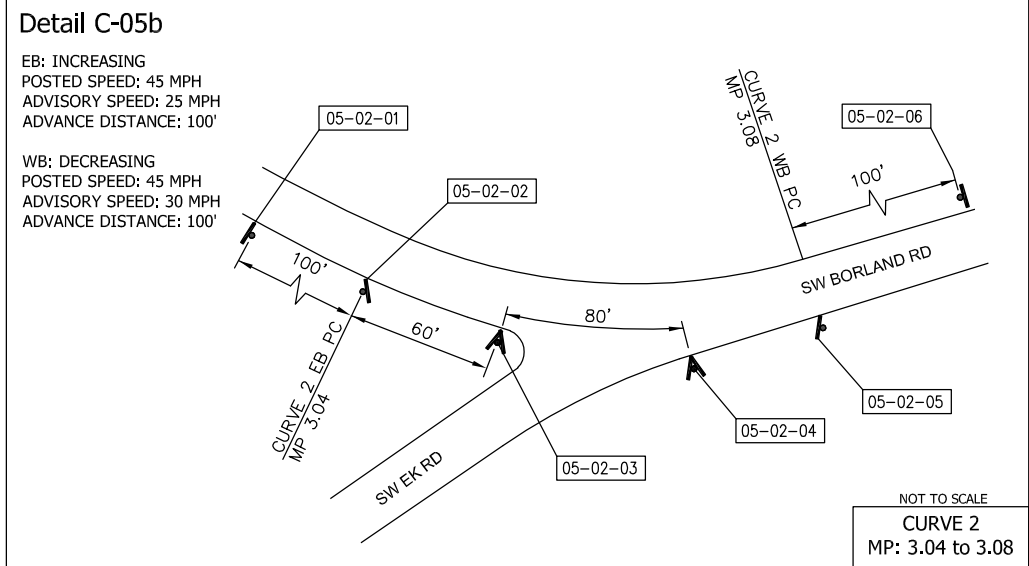 Detail C-05b
EB: INCREASING
POSTED SPEED: 45 MPH
ADVISORY SPEED: 25 MPH
ADVANCE DISTANCE: 100'
WB: DECREASING
POSTED SPEED: 45 MPH
ADVISORY SPEED: 30 MPH
ADVANCE DISTANCE: 100'
05-02-01
05-02-02
CURVE 2 WB PC
MP 3.08
05-02-06
100'
100'
SW BORLAND RD
80'
60'
CURVE 2 EB PC
MP 3.04
05-02-05
05-02-04
05-02-03
SW EK RD
NOT TO SCALE
CURVE 2
MP: 3.04 to 3.08